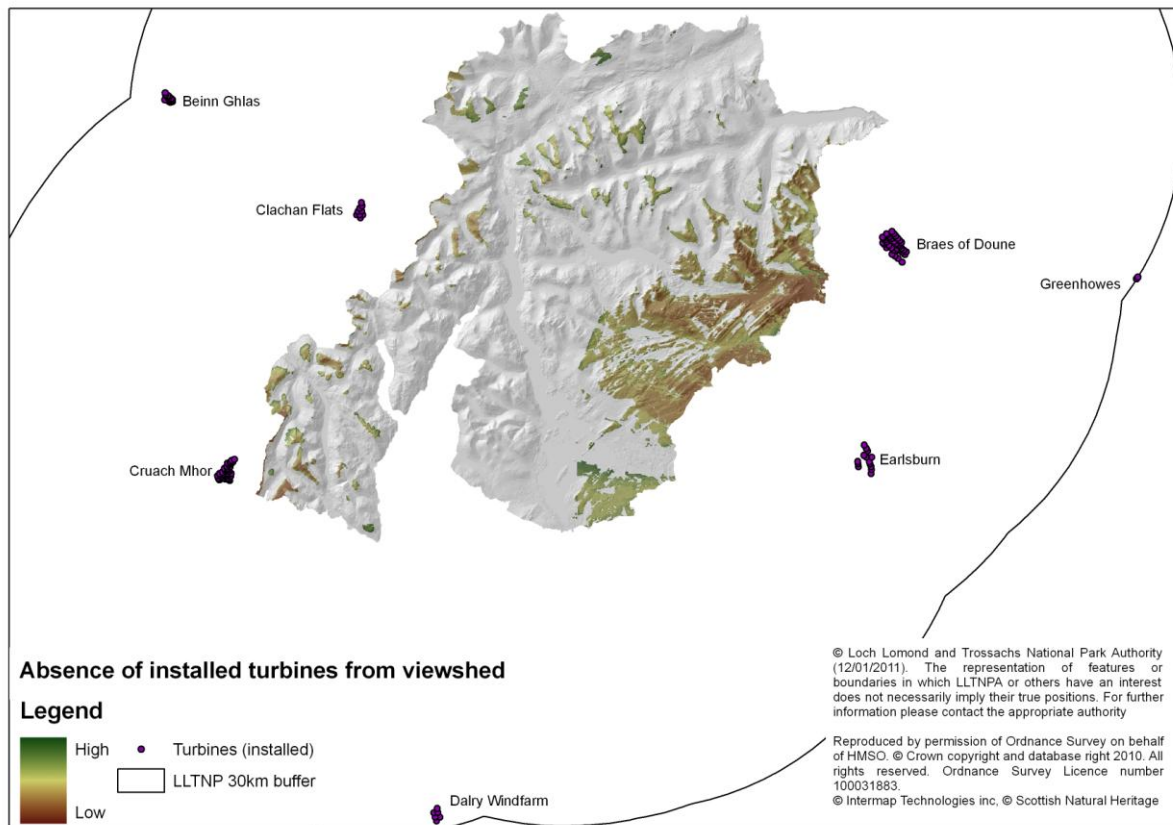 Beinn Ghlas
Clachan Flats
Braes of Doune
Greenhowes
Cruach Mhor
Earlsburn
Absence of installed turbines from viewshed
Legend
High
Turbines (installed)
LLTNP 30km buffer
Low
Dalry Windfarm
© Loch Lomond and Trossachs National Park Authority
(12/01/2011). The representation of features or
boundaries in which LLTNPA or others have an interest
does not necessarily imply their true positions. For further
information please contact the appropriate authority
Reproduced by permission of Ordnance Survey on behalf
of HMSO. © Crown copyright and database right 2010. All
rights reserved. Ordnance Survey Licence number
100031883.
© Intermap Technologies inc, © Scottish Natural Heritage